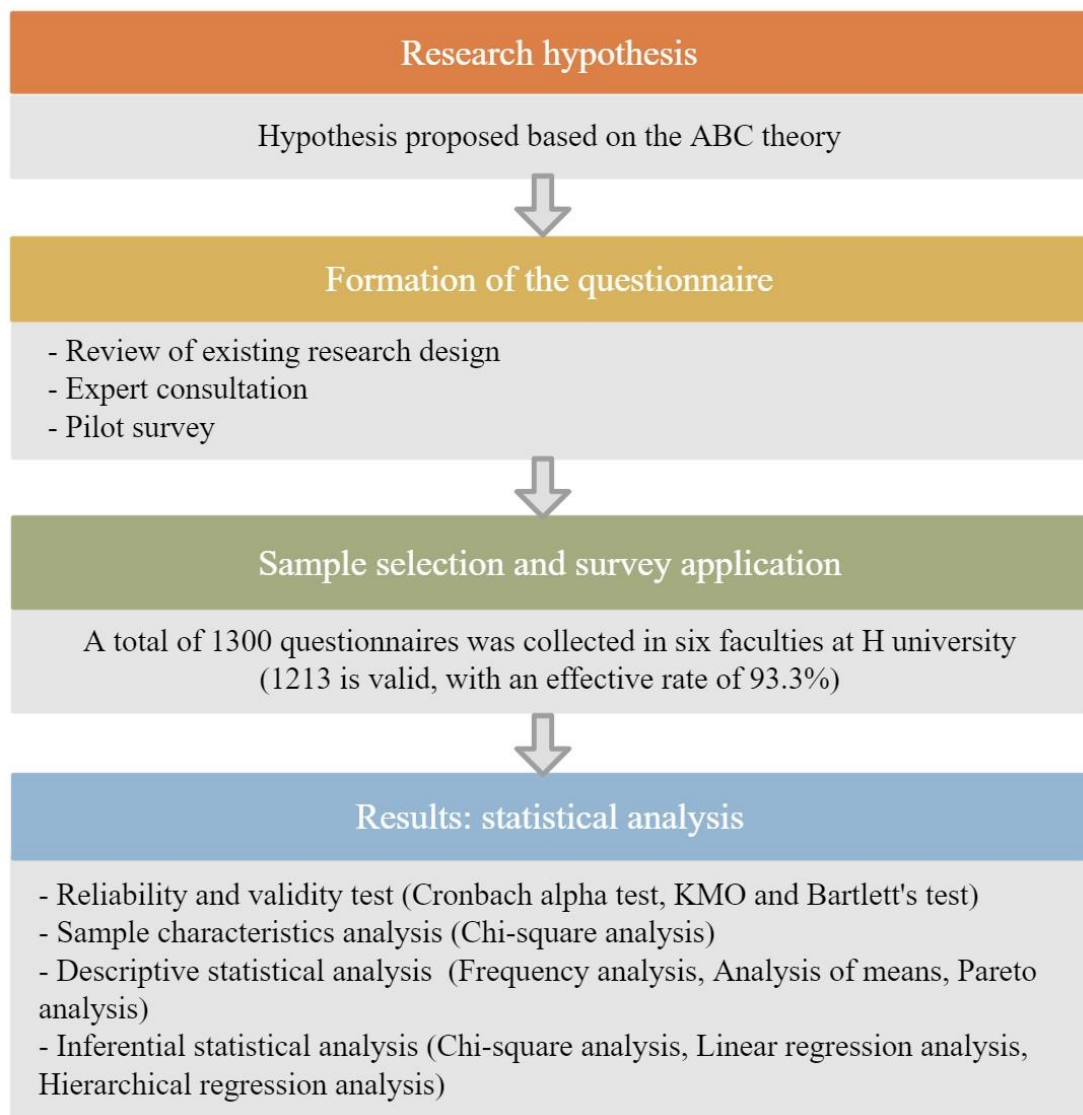 Research hypothesis
Hypothesis proposed based on the ABC theory
Formation of the questionnaire
- Review of existing research design
- Expert consultation
- Pilot survey
Sample selection and survey application
A total of 1300 questionnaires was collected in six faculties at H university
(1213 is valid, with an effective rate of 93.3%)
Results: statistical analysis
- Reliability and validity test (Cronbach alpha test, KMO and Bartlett's test)
- Sample characteristics analysis (Chi-square analysis)
- Descriptive statistical analysis  (Frequency analysis, Analysis of means, Pareto
analysis)
- Inferential statistical analysis (Chi-square analysis, Linear regression analysis,
Hierarchical regression analysis)